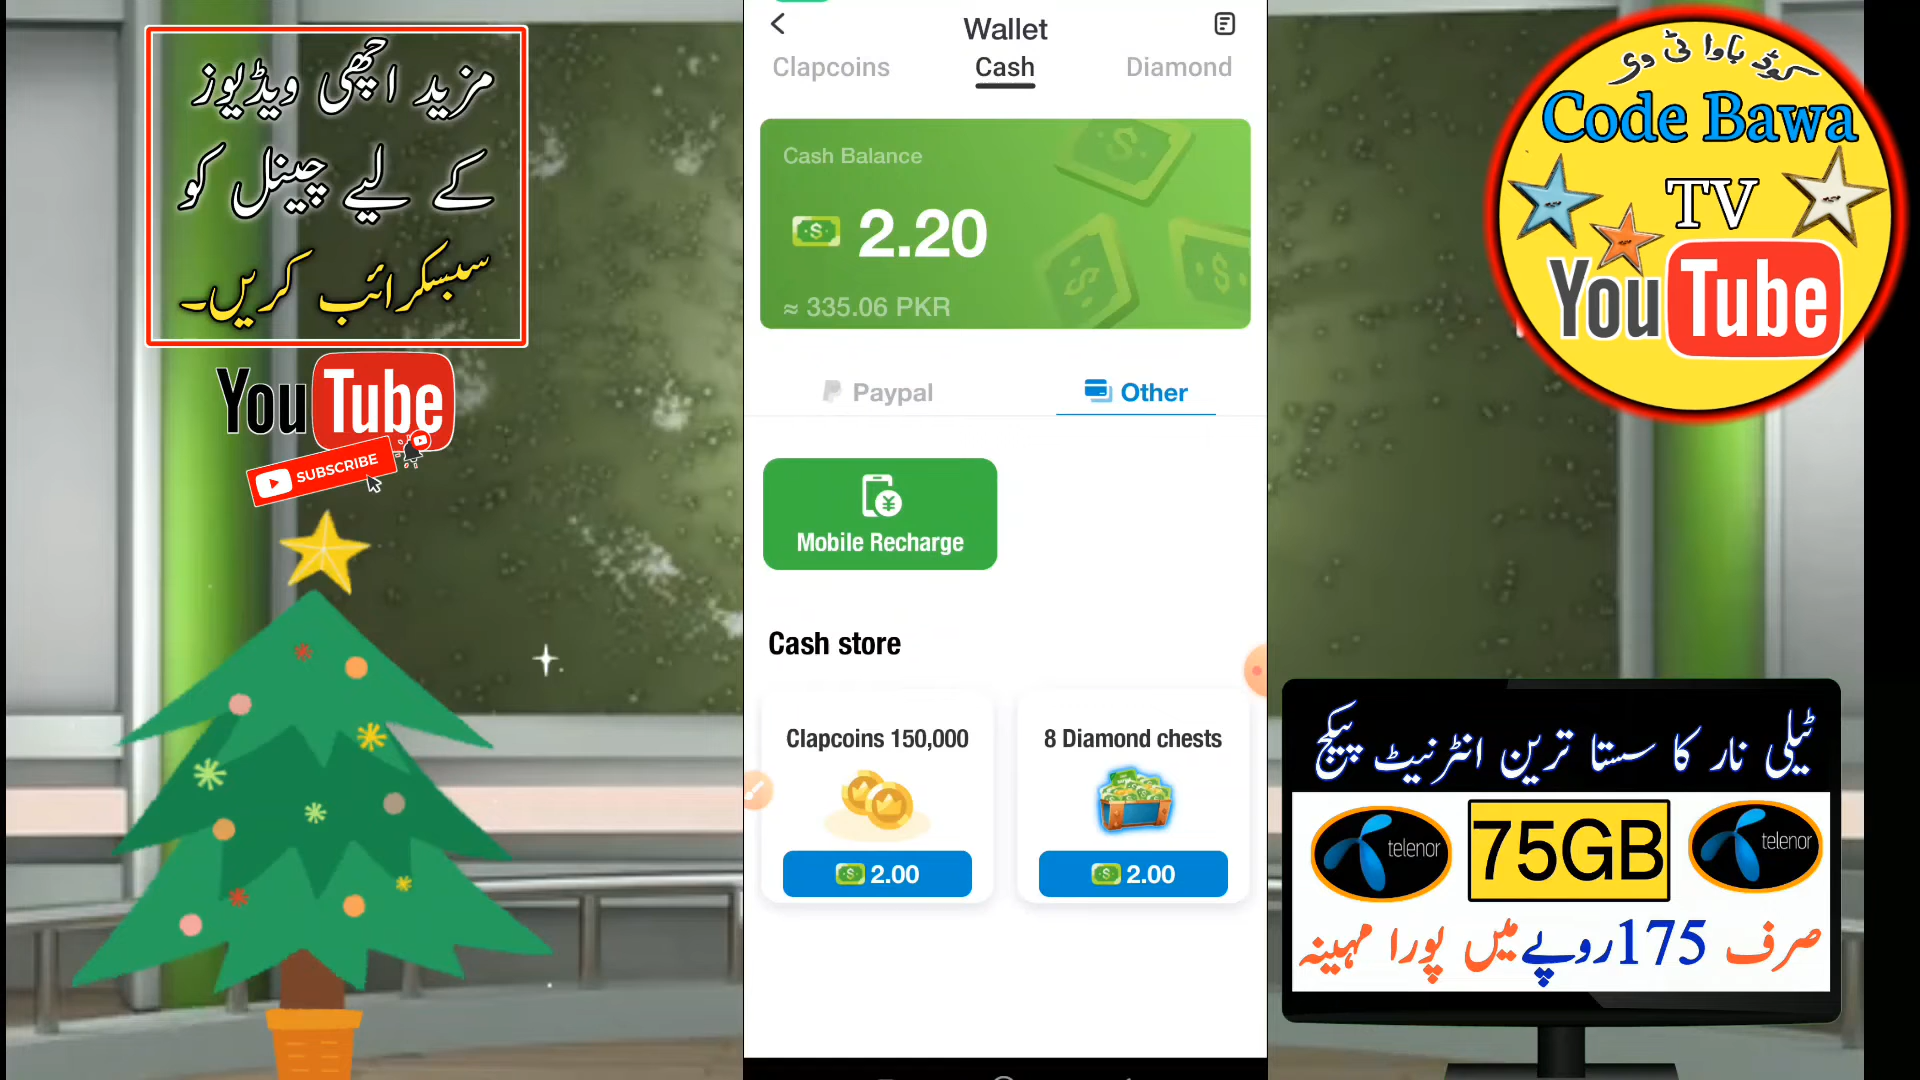 مزید اچھی ویڈیوز
کے لیے چینل کو
سبسکرائب کریں۔
YouTube
SUBSCRIBE
Wallet
Clapcoins
Cash
Diamond
Cash Balance
2.20
≈ 335.06 PKR
Paypal
Other
Mobile Recharge
Cash store
Clapcoins 150,000
8 Diamond chests
2.00
2.00
کوڈ باوا ٹی وی
Code Bawa
TV
YouTube
ٹیلی نار کا سستا ترین انٹرنیٹ پیکج
telenor
75GB
telenor
صرف 175روپے میں پورا مہینہ